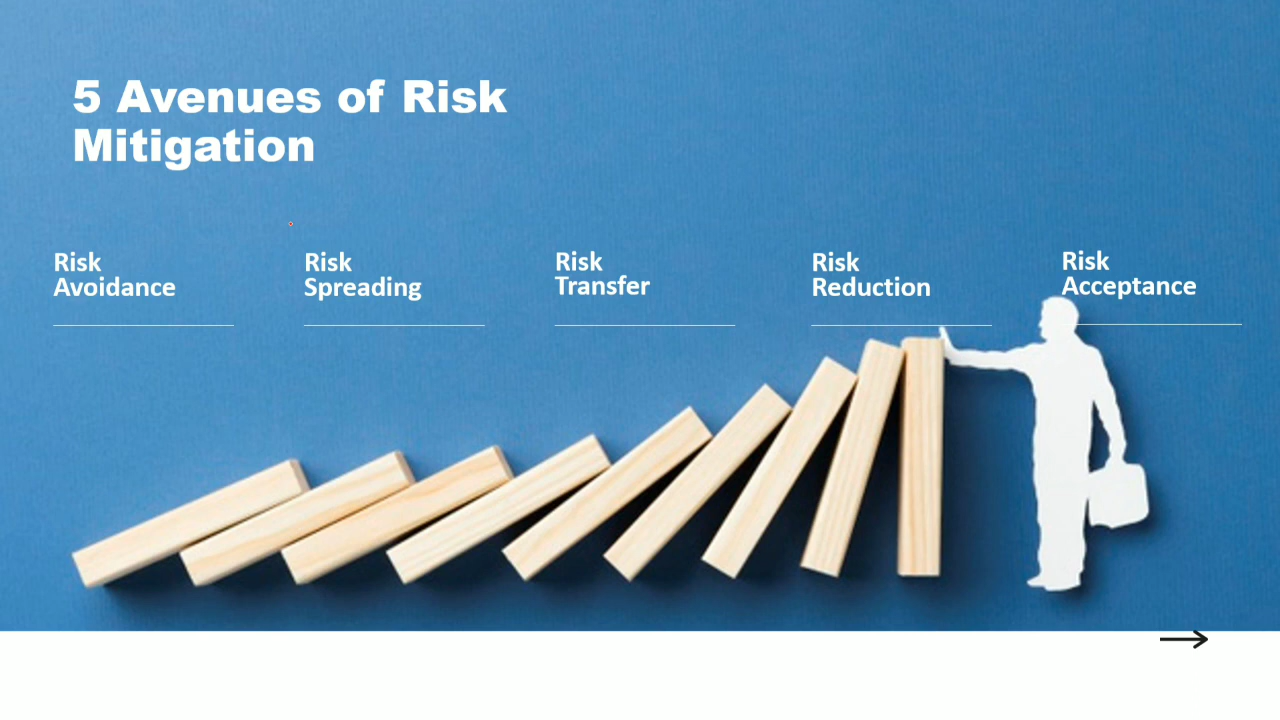 5 Avenues of Risk
Mitigation
Risk
Avoidance
Risk
Spreading
Risk
Transfer
Risk
Reduction
Risk
Acceptance